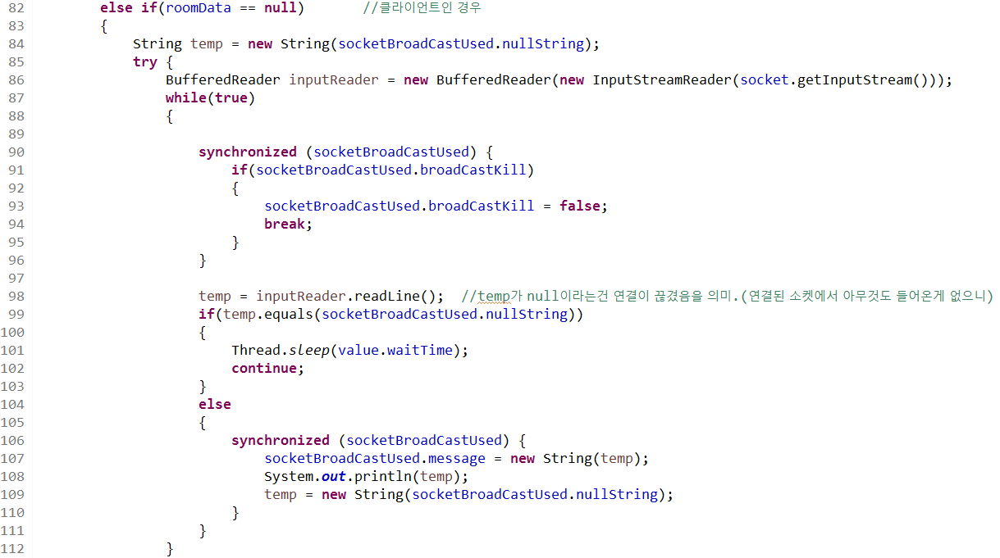 82 else if(roomData == null) //클라이언트인 경우
83 {
84 String temp = new String(socketBroadCastUsed.nullString);
85 try {
86 BufferedReader inputReader = new BufferedReader(new InputStreamReader(socket.getInputStream()));
87 while(true)
88 {
89
90 synchronized (socketBroadCastUsed) {
91 if(socketBroadCastUsed.broadCastKill)
92 {
93 socketBroadCastUsed.broadCastKill = false;
94 break;
95 }
96 }
97
98 temp = inputReader.readLine(); //temp가 null이라는건 연결이 끊겼음을 의미.(연결된 소켓에서 아무것도 들어온게 없으니)
99 if(temp.equals(socketBroadCastUsed.nullString))
100 {
101 Thread.sleep(value.waitTime);
102 continue;
103 }
104 else
105 {
106 synchronized (socketBroadCastUsed) {
107 socketBroadCastUsed.message = new String(temp);
108 System.out.println(temp);
109 temp = new String(socketBroadCastUsed.nullString);
110 }
111 }
112 }